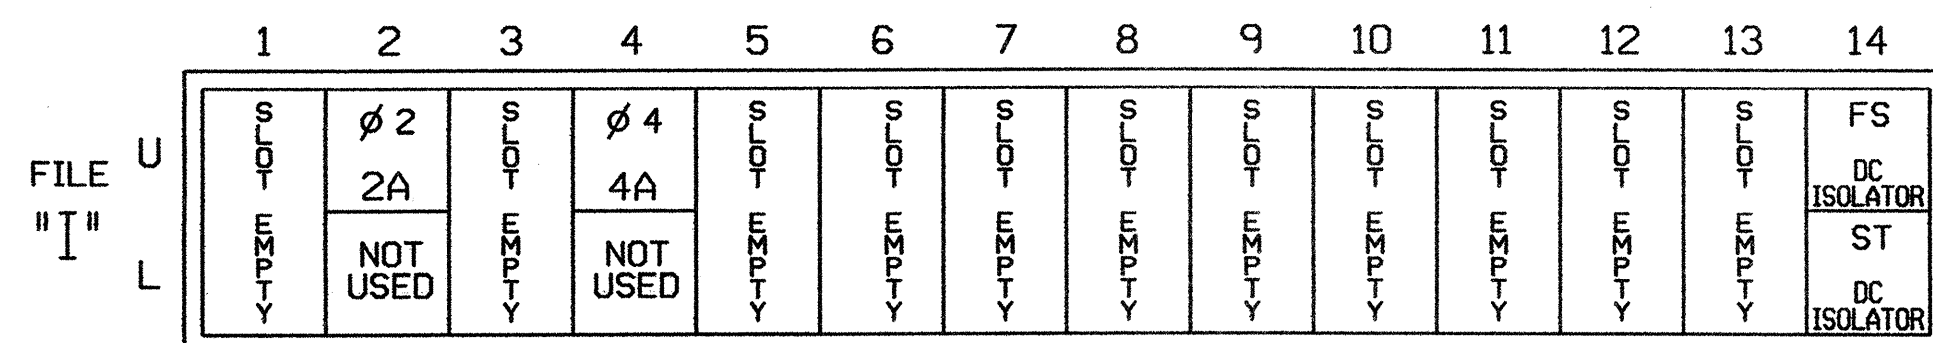 1 2 3 4 5 6 7 8 9 10 11 12 13 14
FILE
"I"
U
L
SLOT EMPTY
Ø 2
2A
NOT
USED
SLOT EMPTY
Ø 4
4A
NOT
USED
SLOT EMPTY
SLOT EMPTY
SLOT EMPTY
SLOT EMPTY
SLOT EMPTY
SLOT EMPTY
SLOT EMPTY
SLOT EMPTY
SLOT EMPTY
FS
DC
ISOLATOR
ST
DC
ISOLATOR